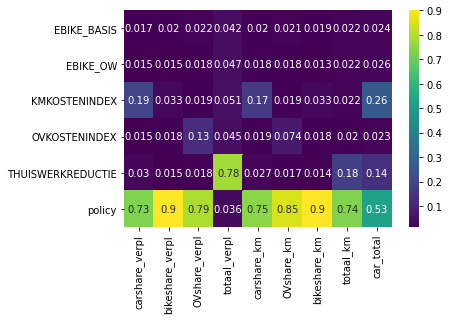 EBIKE_BASIS 0.017 0.02 0.022 0.042 0.02 0.021 0.019 0.022 0.024
EBIKE_OW 0.015 0.015 0.018 0.047 0.018 0.018 0.013 0.022 0.026
KMKOSTENINDEX 0.19 0.033 0.019 0.051 0.17 0.019 0.033 0.022 0.26
OVKOSTENINDEX 0.015 0.018 0.13 0.045 0.019 0.074 0.018 0.02 0.023
THUISWERKREDUCTIE 0.03 0.015 0.018 0.78 0.027 0.017 0.014 0.18 0.14
policy 0.73 0.9 0.79 0.036 0.75 0.85 0.9 0.74 0.53
carshare_verpl
bikeshare_verpl
OVshare_verpl
totaal_verpl
carshare_km
OVshare_km
bikeshare_km
totaal_km
car_total
0.9
0.8
0.7
0.6
0.5
0.4
0.3
0.2
0.1